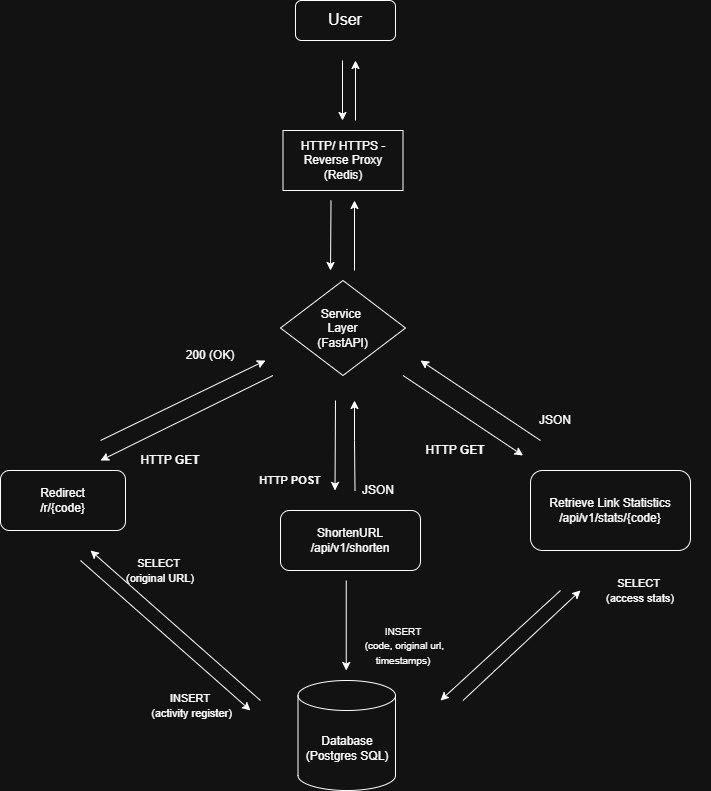 User
HTTP/ HTTPS -
Reverse Proxy
(Redis)
Service
Layer
(FastAPI)
200 (OK)
HTTP GET
HTTP GET
JSON
HTTP POST
JSON
Redirect
/r/{code}
ShortenURL
/api/v1/shorten
Retrieve Link Statistics
/api/v1/stats/{code}
SELECT
(original URL)
SELECT
(access stats)
INSERT
(code, original url,
timestamps)
INSERT
(activity register)
Database
(Postgres SQL)